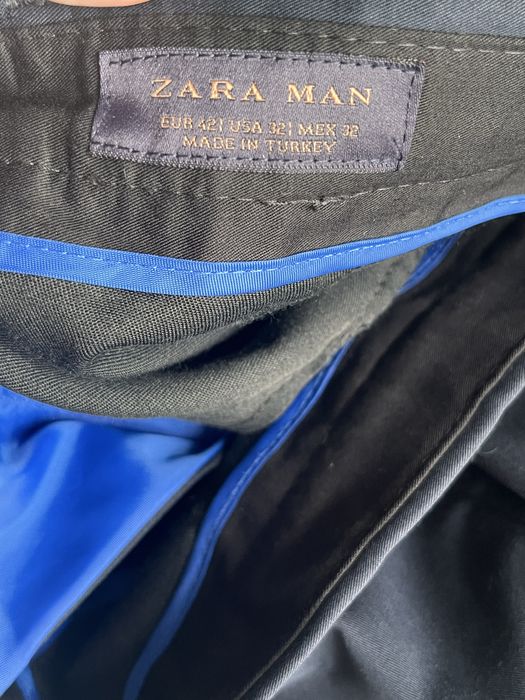 ZARA MAN
EUR 42| USA 32| MEX 32
MADE IN TURKEY